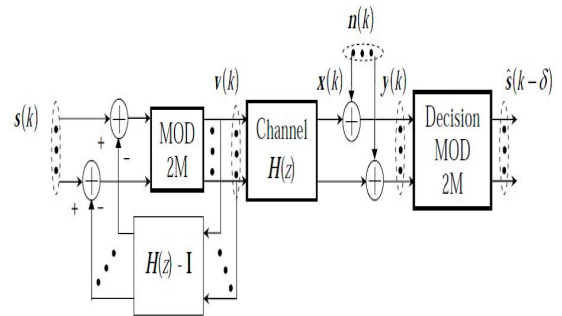 n(k)
v(k)
x(k)
y(k)
ŝ(k–δ)
s(k)
+
–
MOD
2M
Channel
H(z)
Decision
MOD
2M
+
–
H(z) - I